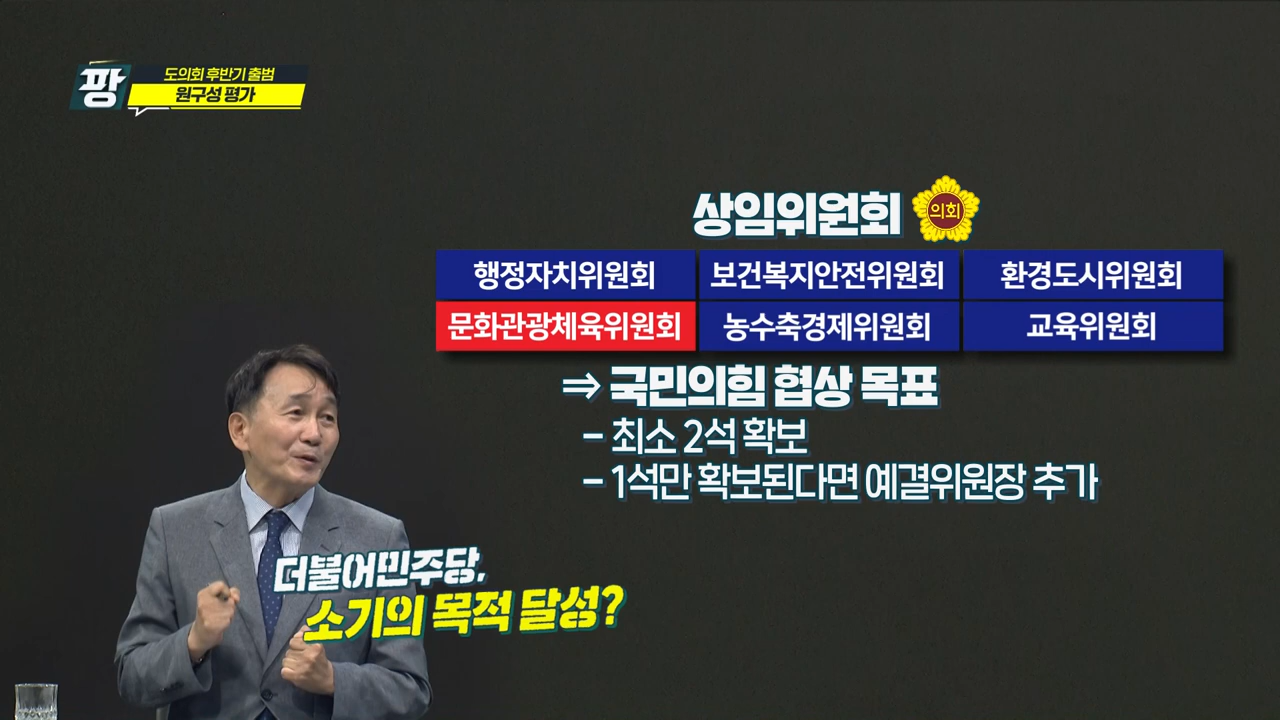 팡
도의회 후반기 출범
원구성 평가
상임위원회 의회
행정자치위원회 보건복지안전위원회 환경도시위원회
문화관광체육위원회 농수축경제위원회 교육위원회
⇒ 국민의힘 협상 목표
- 최소 2석 확보
- 1석만 확보된다면 예결위원장 추가
더불어민주당,
소기의 목적 달성?